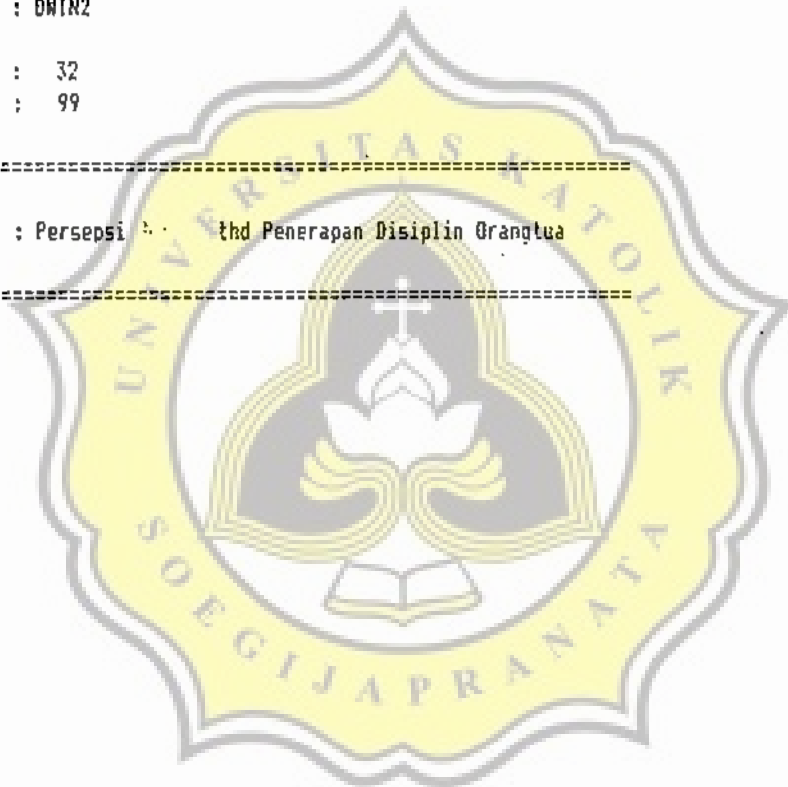 : DWIN2
: 32
: 99
: Persepsi thd Penerapan Disiplin Orangtua
UNIVERSITAS KATOLIK
SOEGIJAPRANATA